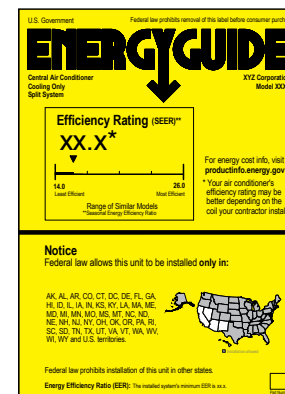 U.S. Government Federal law prohibits removal of this label before consumer purch
ENERGYGUIDE
Central Air Conditioner
Cooling Only
Split System
XYZ Corporatio
Model XXX
Efficiency Rating (SEER)**
XX.X*
14.0 26.0
Least Efficient Most Efficient
Range of Similar Models
**Seasonal Energy Efficiency Ratio
For energy cost info, visit
productinfo.energy.gov
* Your air conditioner's
efficiency rating may be
better depending on the
coil your contractor instal
Notice
Federal law allows this unit to be installed only in:
AK, AL, AR, CO, CT, DC, DE, FL, GA,
HI, ID, IL, IA, IN, KS, KY, LA, MA, ME,
MD, MI, MN, MO, MS, MT, NC, ND,
NE, NH, NJ, NY, OH, OK, OR, PA, RI,
SC, SD, TN, TX, UT, VA, VT, WA, WV,
WI, WY and U.S. territories.
Installation allowed
Federal law prohibits installation of this unit in other states.
Energy Efficiency Ratio (EER): The installed system's minimum EER is xx.x.